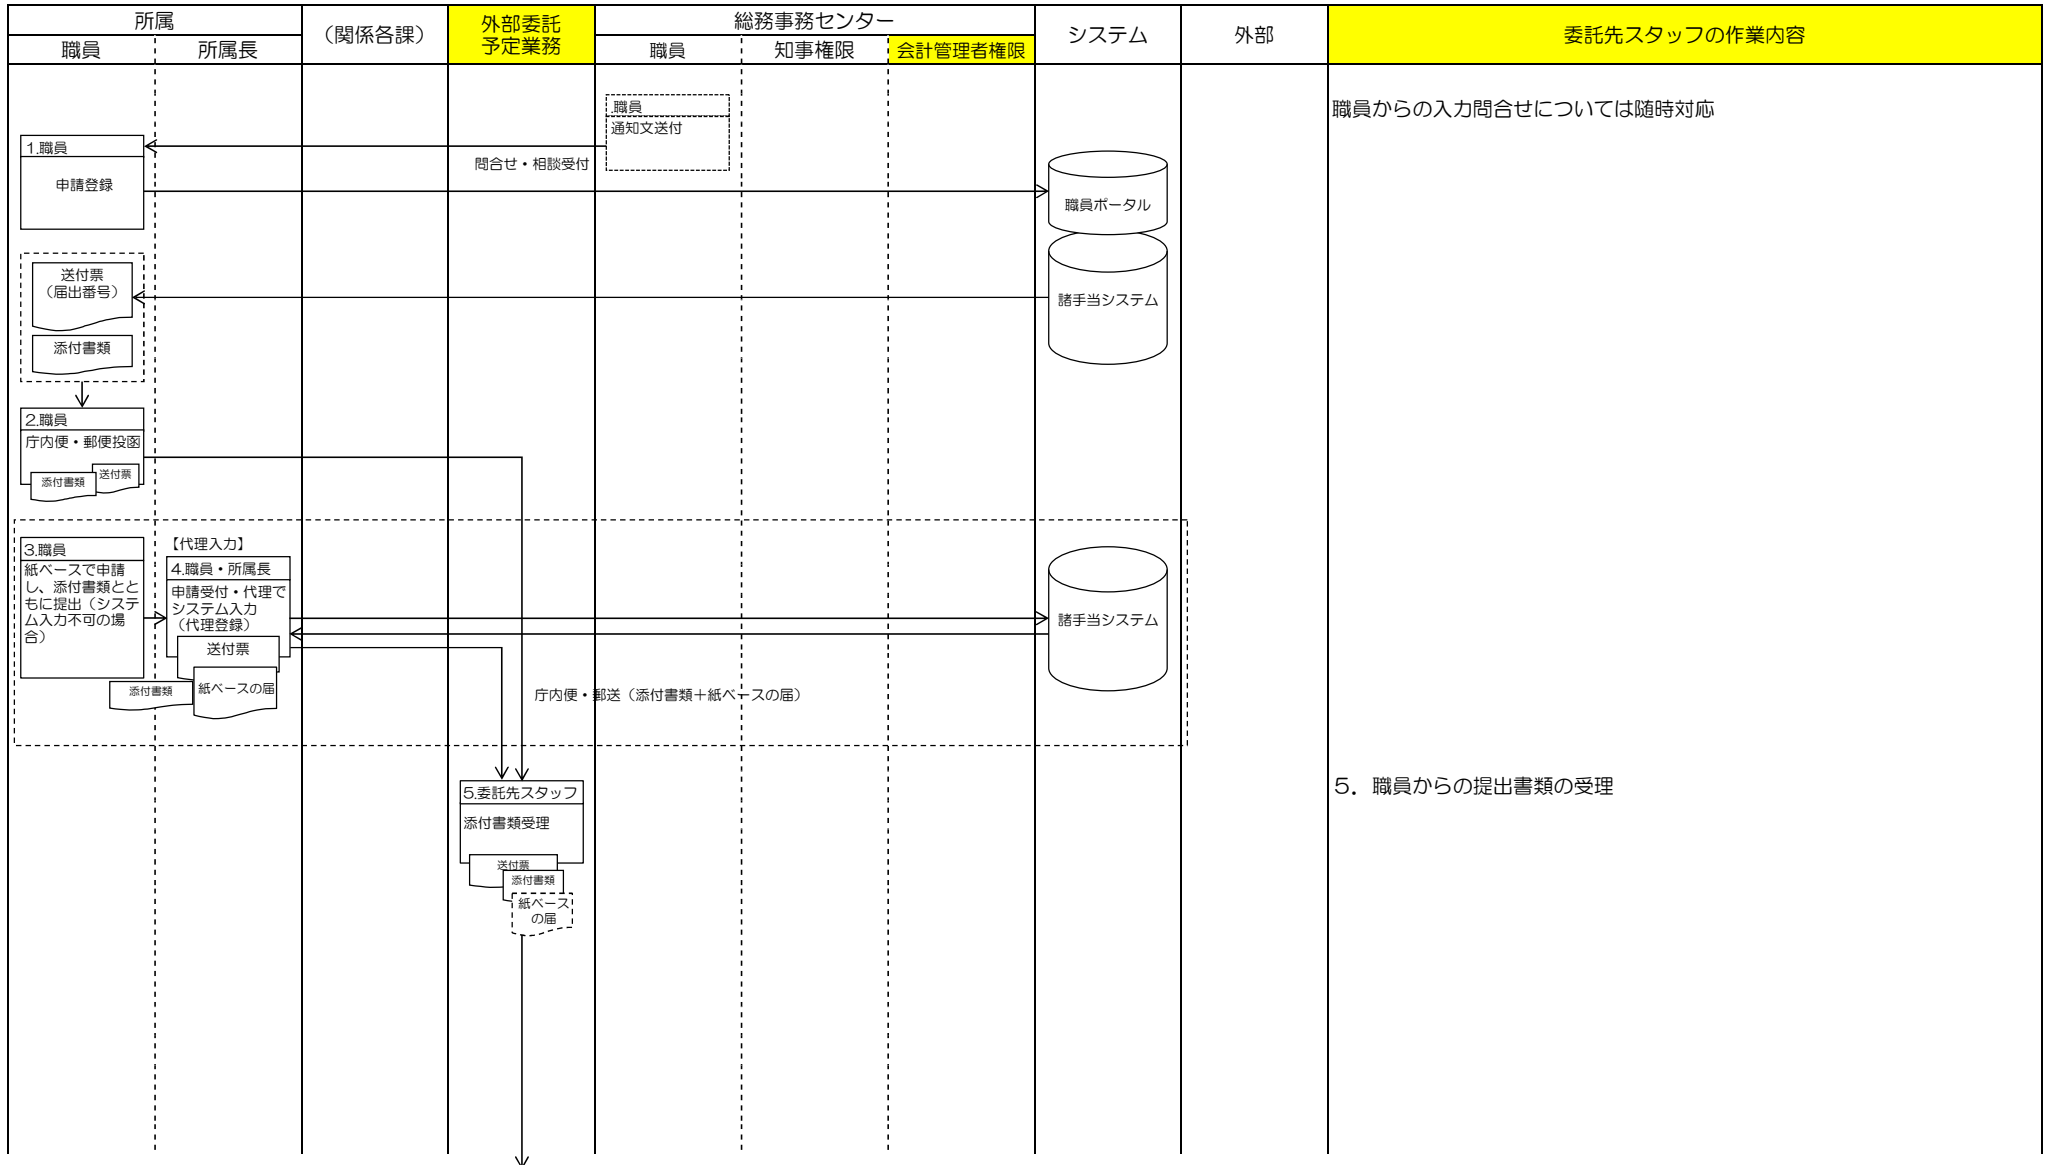 所属
（関係各課）
外部委託
予定業務
総務事務センター
システム
外部
委託先スタッフの作業内容
職員
所属長
職員
知事権限
会計管理者権限
.職員
通知文送付
職員からの入力問合せについては随時対応
1.職員
申請登録
問合せ・相談受付
職員ポータル
送付票
（届出番号）
添付書類
諸手当システム
2.職員
庁内便・郵便投函
添付書類
送付票
3.職員
紙ベースで申請
し、添付書類とと
もに提出（システ
ム入力不可の場
合）
【代理入力】
4.職員・所属長
申請受付・代理で
システム入力
（代理登録）
送付票
添付書類
紙ベースの届
諸手当システム
庁内便・郵送（添付書類＋紙ベースの届）
5.委託先スタッフ
添付書類受理
送付票
添付書類
紙ベース
の届
５．職員からの提出書類の受理